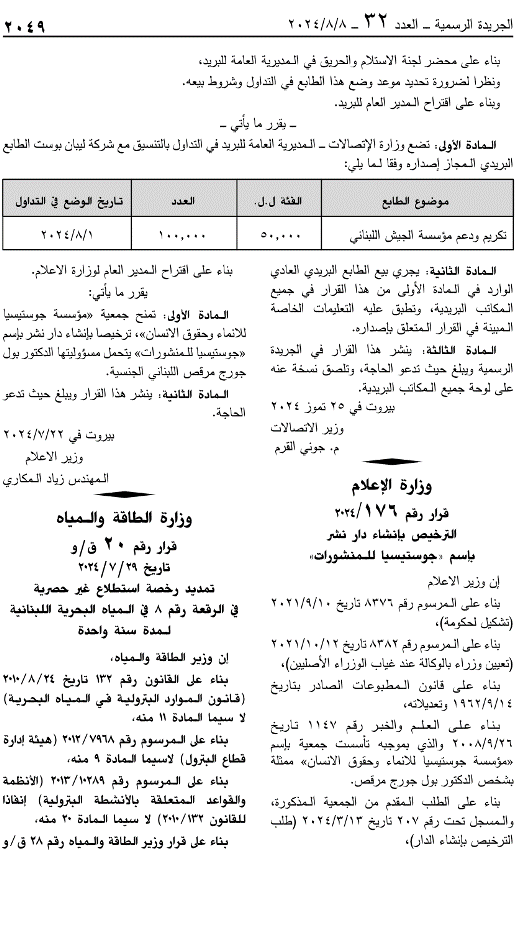 الجريدة الرسمية ــ العدد ٣٢ ــ ٢٠٢٤/٨/٨
٢٠٤٩
بناء على محضر لجنة الاستلام والحريق في المديرية العامة للبريد،
ونظرا لضرورة تحديد موعد وضع هذا الطابع في التداول وشروط بيعه.
وبناء على اقتراح المدير العام للبريد.
ــ يقرر ما يأتي ــ
المادة الأولى: تضع وزارة الإتصالات ــ المديرية العامة للبريد في التداول بالتنسيق مع شركة ليبان بوست الطابع
البريدي المجاز إصداره وفقا لما يلي:
موضوع الطابع
الفئة ل.ل.
العدد
تاريخ الوضع في التداول
تكريم ودعم مؤسسة الجيش اللبناني
٥٠,٠٠٠
١٠٠,٠٠٠
٢٠٢٤/٨/١
المادة الثانية: يجري بيع الطابع البريدي العادي
الوارد في المادة الأولى من هذا القرار في جميع
المكاتب البريدية، وتطبق عليه التعليمات الخاصة
المبينة في القرار المتعلق بإصداره.
المادة الثالثة: ينشر هذا القرار في الجريدة
الرسمية ويبلغ حيث تدعو الحاجة، وتلصق نسخة عنه
على لوحة جميع المكاتب البريدية.
بيروت في ٢٥ تموز ٢٠٢٤
وزير الاتصالات
م. جوني القرم
وزارة الإعلام
قرار رقم ٢٠٢٤/١٧٦
الترخيص بإنشاء دار نشر
بإسم «جوستيسيا للمنشورات»
إن وزير الاعلام
بناء على المرسوم رقم ٨٣٧٦ تاريخ ٢٠٢١/٩/١٠
(تشكيل لحكومة)،
بناء على المرسوم رقم ٨٣٨٢ تاريخ ٢٠٢١/١٠/١٢
(تعيين وزراء بالوكالة عند غياب الوزراء الأصليين)،
بناء على قانون المطبوعات الصادر بتاريخ
١٩٦٢/٩/١٤ وتعديلاته،
بناء على العلم والخبر رقم ١١٤٧ تاريخ
٢٠٠٨/٩/٢٦ والذي بموجبه تأسست جمعية بإسم
«مؤسسة جوستيسيا للانماء وحقوق الانسان» ممثلة
بشخص الدكتور بول جورج مرقص.
بناء على الطلب المقدم من الجمعية المذكورة،
والمسجل تحت رقم ٢٠٧ تاريخ ٢٠٢٤/٣/١٣ (طلب
الترخيص بإنشاء الدار)،
بناء على اقتراح المدير العام لوزارة الاعلام.
يقرر ما يأتي:
المادة الأولى: تمنح جمعية «مؤسسة جوستيسيا
للانماء وحقوق الانسان»، ترخيصا بإنشاء دار نشر بإسم
«جوستيسيا للمنشورات» يتحمل مسؤوليتها الدكتور بول
جورج مرقص اللبناني الجنسية.
المادة الثانية: ينشر هذا القرار ويبلغ حيث تدعو
الحاجة.
بيروت في ٢٠٢٤/٧/٢٢
وزير الاعلام
المهندس زياد المكاري
وزارة الطاقة والمياه
قرار رقم ٢٠ ق/و
تاريخ ٢٠٢٤/٧/٢٩
تمديد رخصة استطلاع غير حصرية
في الرقعة رقم ٨ في المياه البحرية اللبنانية
لمدة سنة واحدة
إن وزير الطاقة والمياه،
بناء على القانون رقم ١٣٢ تاريخ ٢٠١٠/٨/٢٤
(قانون الموارد البترولية في المياه البحرية)
لا سيما المادة ١١ منه،
بناء على المرسوم رقم ٢٠١٢/٧٩٦٨ (هيئة إدارة
قطاع البترول) لاسيما المادة ٩ منه،
بناء على المرسوم رقم ٢٠١٣/١٠٢٨٩ (الأنظمة
والقواعد المتعلقة بالأنشطة البترولية) إنفاذا
للقانون ٢٠١٠/١٣٢) لا سيما المادة ٢٠ منه،
بناء على قرار وزير الطاقة والمياه رقم ٢٨ ق/و